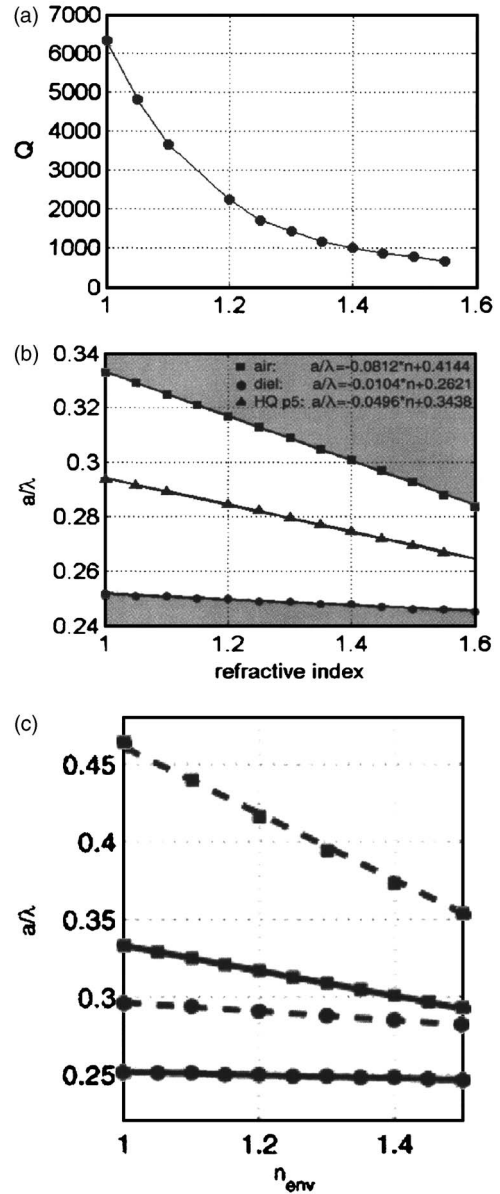 (a)
7000
6000
5000
4000
3000
2000
1000
0
Q
1 1.2 1.4 1.6
(b)
0.34
0.32
0.3
0.28
0.26
0.24
a/λ
air: a/λ=-0.0812*n+0.4144
diel: a/λ=-0.0104*n+0.2621
HQ p5: a/λ=-0.0496*n+0.3438
1 1.2 1.4 1.6
refractive index
(c)
0.45
0.4
0.35
0.3
0.25
a/λ
1 1.2 1.4
n_env